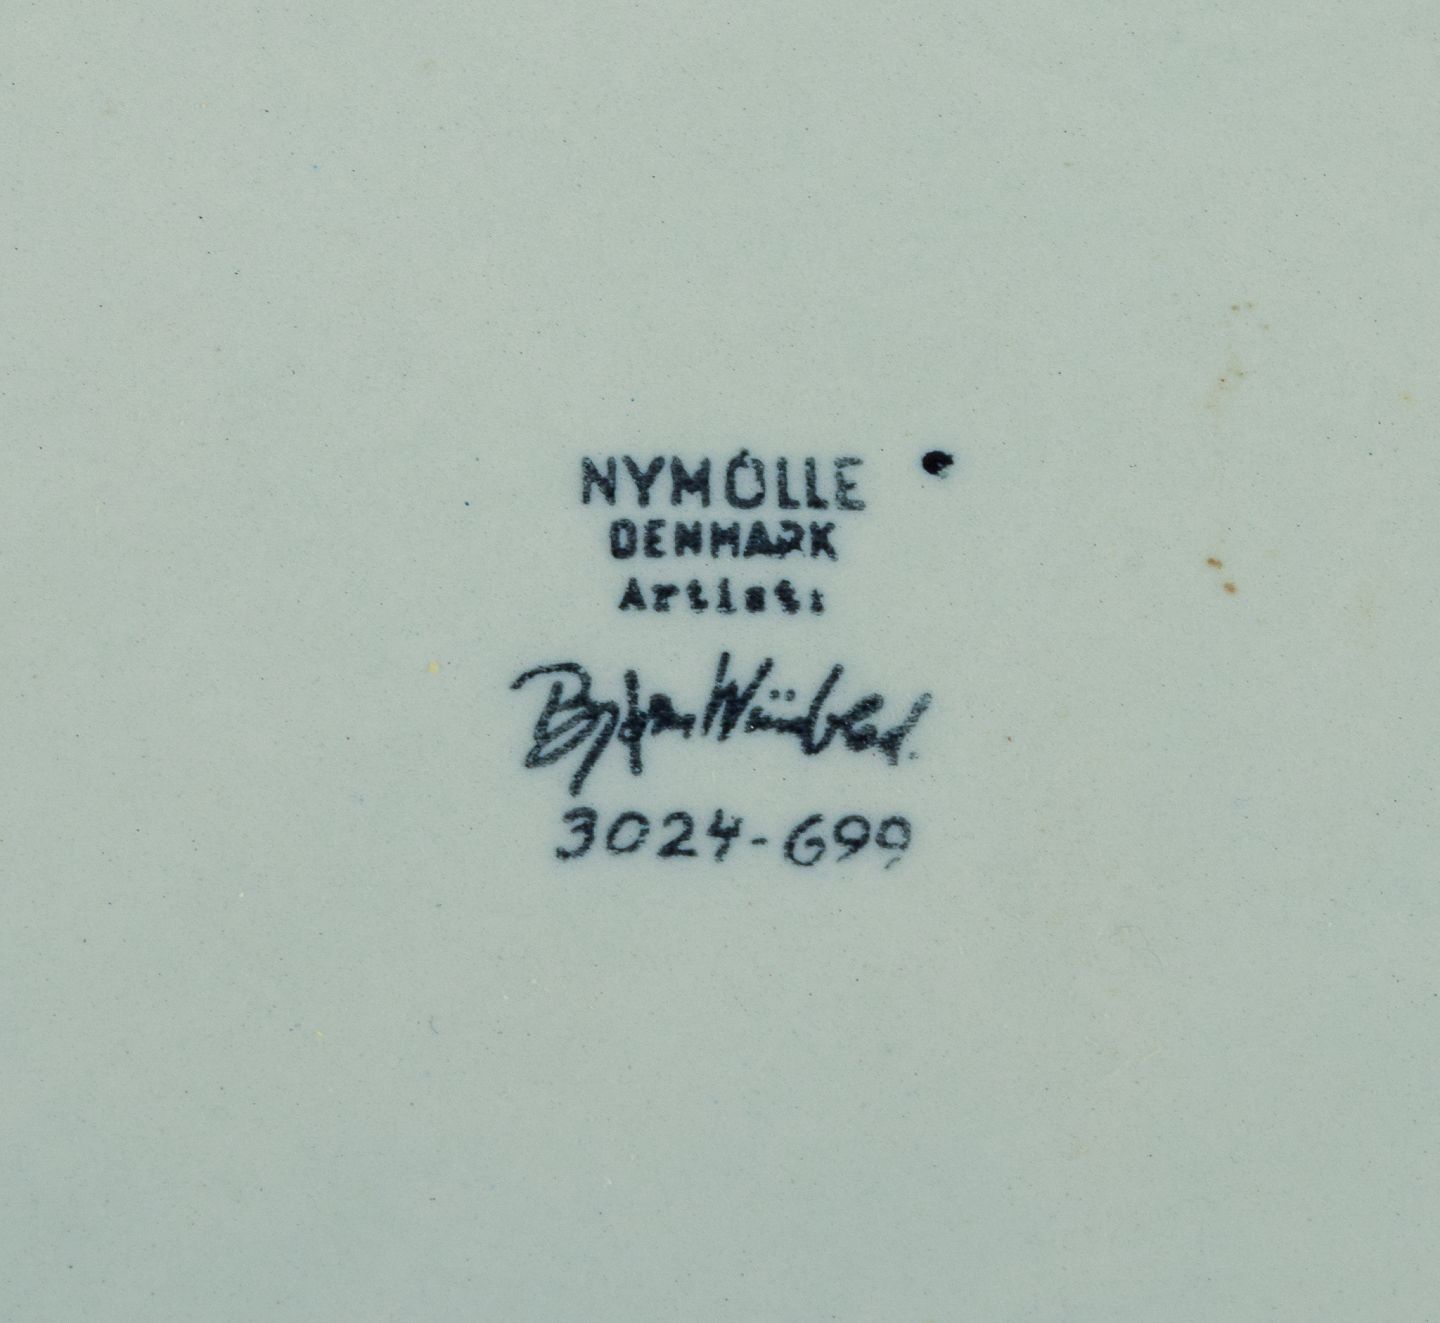 NYMÖLLE
DENMARK
Artist:
Bjørn Wiinblad.
3024-699